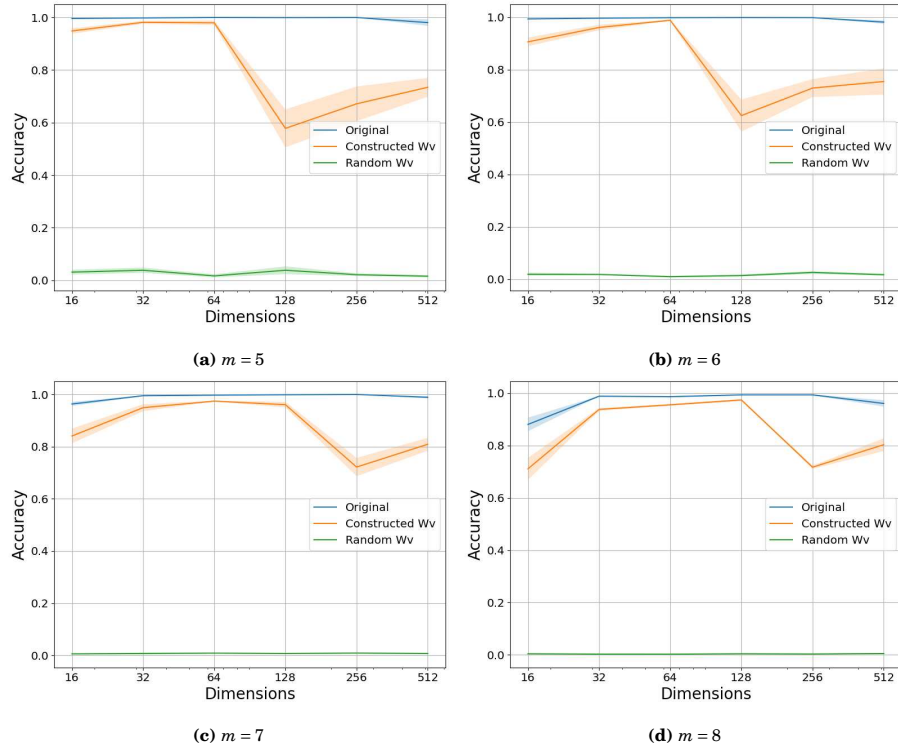 1.0
0.8
0.6
0.4
0.2
0.0
Accuracy
Original
Constructed Wv
Random Wv
16 32 64 128 256 512
Dimensions
(a) m = 5
1.0
0.8
0.6
0.4
0.2
0.0
Accuracy
Original
Constructed Wv
Random Wv
16 32 64 128 256 512
Dimensions
(b) m = 6
1.0
0.8
0.6
0.4
0.2
0.0
Accuracy
Original
Constructed Wv
Random Wv
16 32 64 128 256 512
Dimensions
(c) m = 7
1.0
0.8
0.6
0.4
0.2
0.0
Accuracy
Original
Constructed Wv
Random Wv
16 32 64 128 256 512
Dimensions
(d) m = 8